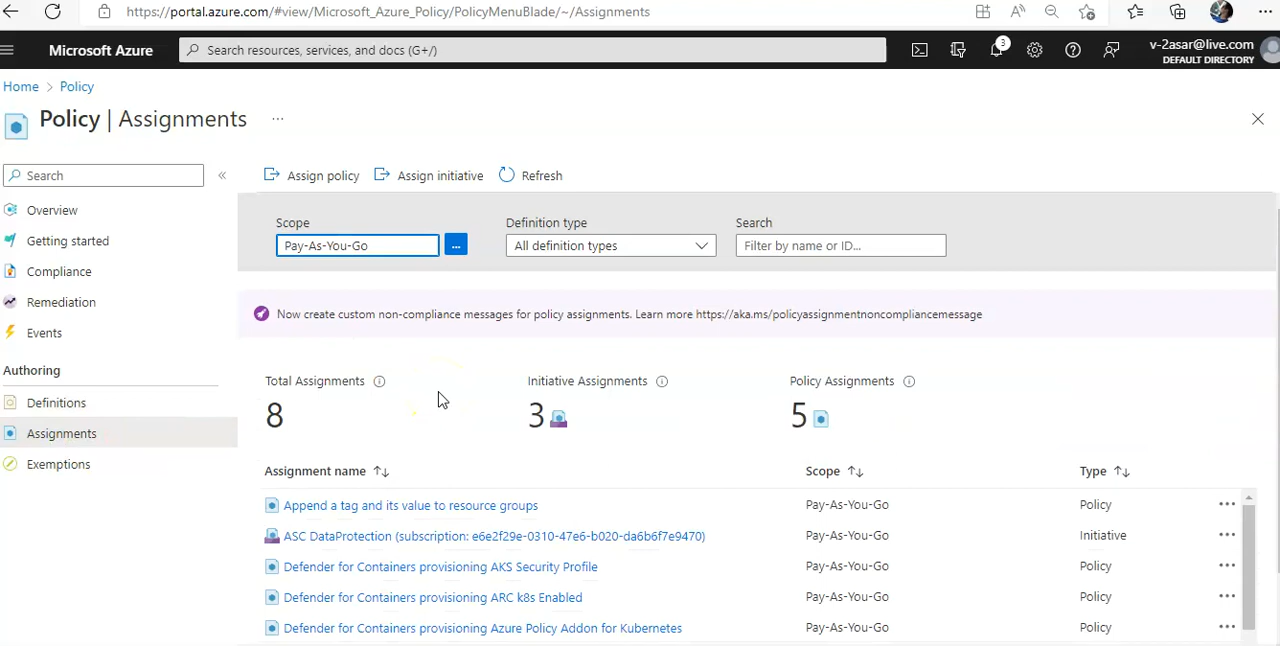 https://portal.azure.com/#view/Microsoft_Azure_Policy/PolicyMenuBlade/~/Assignments
Microsoft Azure
Search resources, services, and docs (G+/)
3
v-2asar@live.com
DEFAULT DIRECTORY
Home > Policy
Policy | Assignments ...
Search «
Assign policy Assign initiative Refresh
Overview
Getting started
Compliance
Remediation
Events
Authoring
Definitions
Assignments
Exemptions
Scope Definition type Search
Pay-As-You-Go ... All definition types Filter by name or ID...
Now create custom non-compliance messages for policy assignments. Learn more https://aka.ms/policyassignmentnoncompliancemessage
Total Assignments Initiative Assignments Policy Assignments
8 3 5
Assignment name ↑↓ Scope ↑↓ Type ↑↓
Append a tag and its value to resource groups Pay-As-You-Go Policy ...
ASC DataProtection (subscription: e6e2f29e-0310-47e6-b020-da6b6f7e9470) Pay-As-You-Go Initiative ...
Defender for Containers provisioning AKS Security Profile Pay-As-You-Go Policy ...
Defender for Containers provisioning ARC k8s Enabled Pay-As-You-Go Policy ...
Defender for Containers provisioning Azure Policy Addon for Kubernetes Pay-As-You-Go Policy ...